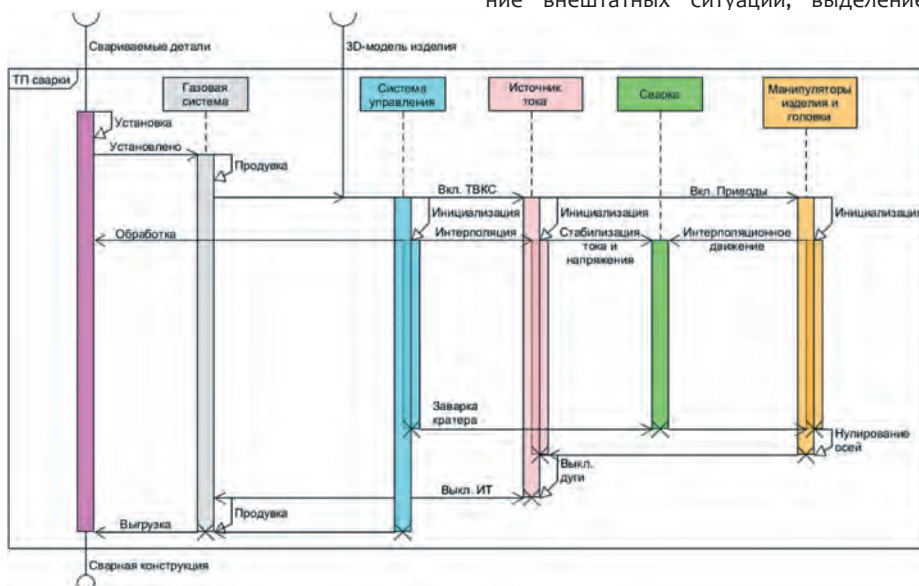 ние внештатных ситуаций, выделение
Свариваемые детали
3D-модель изделия
ТП сварки
Газовая
система
Система
управления
Источник
тока
Сварка
Манипуляторы
изделия и
головки
Установка
Установлено
Продувка
Вкл. ТВКС
Вкл. Приводы
Инициализация
Инициализация
Инициализация
Обработка
Интерполяция
Стабилизация
тока и
напряжения
Интерполяционное
движение
Заварка
кратера
Нулирование
осей
Выкл.
дуги
Выкл. ИТ
Продувка
Выгрузка
Сварная конструкция